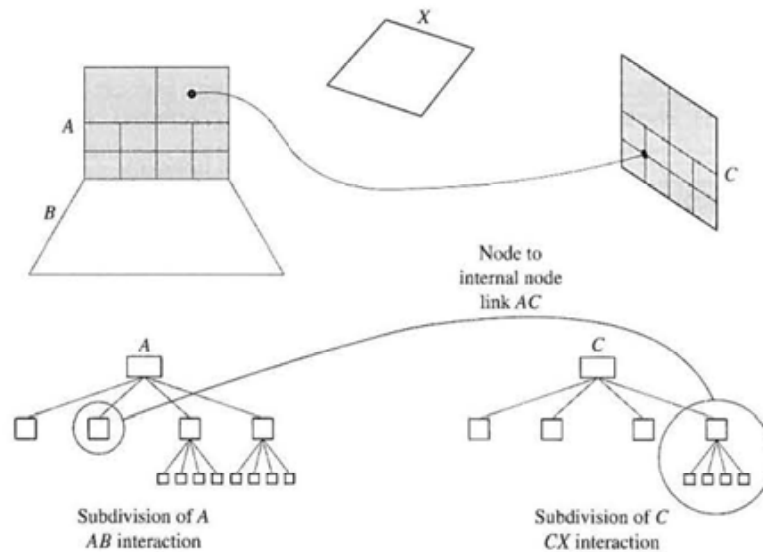 X
A
C
B
Node to
internal node
link AC
A
C
Subdivision of A
AB interaction
Subdivision of C
CX interaction